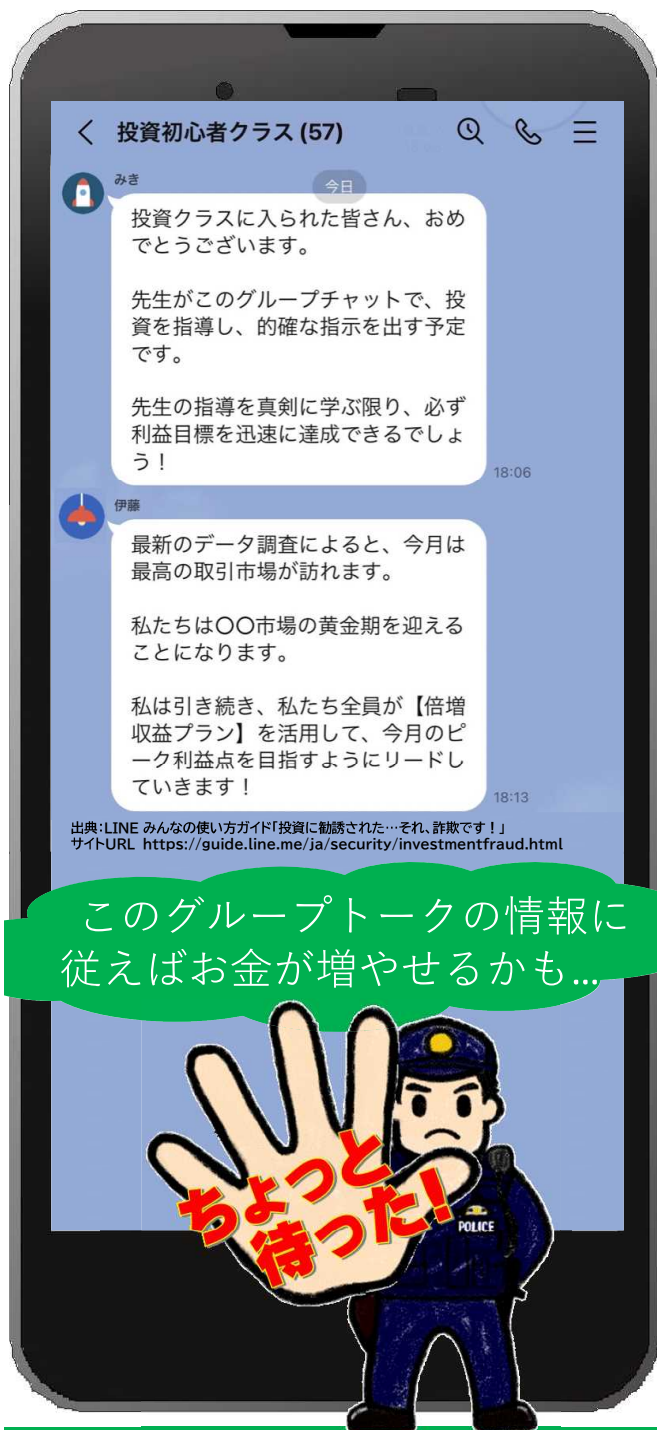 投資初心者クラス (57)
みき
今日
投資クラスに入られた皆さん、おめ
でとうございます。
先生がこのグループチャットで、投
資を指導し、的確な指示を出す予定
です。
先生の指導を真剣に学ぶ限り、必ず
利益目標を迅速に達成できるでしょ
う！
18:06
伊藤
最新のデータ調査によると、今月は
最高の取引市場が訪れます。
私たちは〇〇市場の黄金期を迎える
ことになります。
私は引き続き、私たち全員が【倍増
収益プラン】を活用して、今月のピ
ーク利益点を目指すようにリードし
ていきます！
18:13
出典：LINE みんなの使い方ガイド「投資に勧誘された…それ、詐欺です！」
サイトURL https://guide.line.me/ja/security/investmentfraud.html
このグループトークの情報に
従えばお金が増やせるかも…
ちょっと
待った！
POLICE